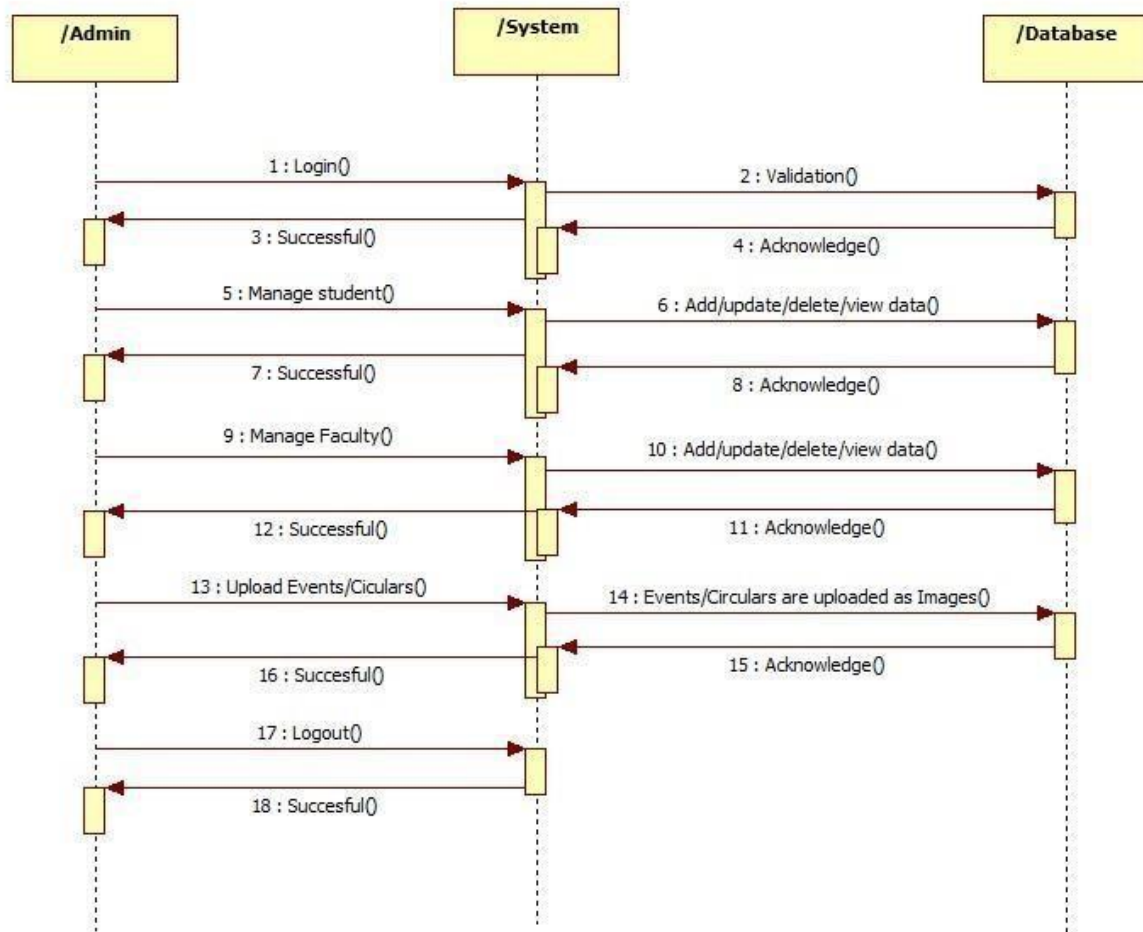 /Admin
/System
/Database
1 : Login()
2 : Validation()
3 : Successful()
4 : Acknowledge()
5 : Manage student()
6 : Add/update/delete/view data()
7 : Successful()
8 : Acknowledge()
9 : Manage Faculty()
10 : Add/update/delete/view data()
12 : Successful()
11 : Acknowledge()
13 : Upload Events/Ciculars()
14 : Events/Circulars are uploaded as Images()
16 : Succesful()
15 : Acknowledge()
17 : Logout()
18 : Succesful()